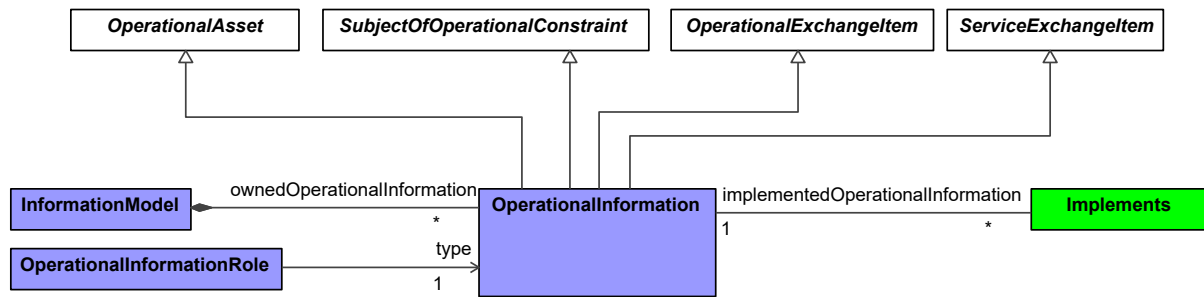 OperationalAsset
SubjectOfOperationalConstraint
OperationalExchangeItem
ServiceExchangeItem
InformationModel
ownedOperationalInformation
*
OperationalInformation
implementedOperationalInformation
1
*
Implements
OperationalInformationRole
type
1